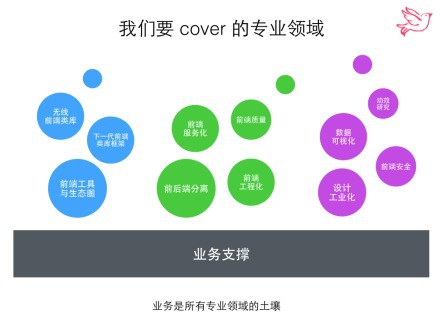 我们要 cover 的专业领域
无线
前端类库
下一代前端
类库框架
前端工具
与生态圈
前端
服务化
前端质量
前后端分离
前端
工程化
动效
研究
数据
可视化
前端安全
设计
工业化
业务支撑
业务是所有专业领域的土壤